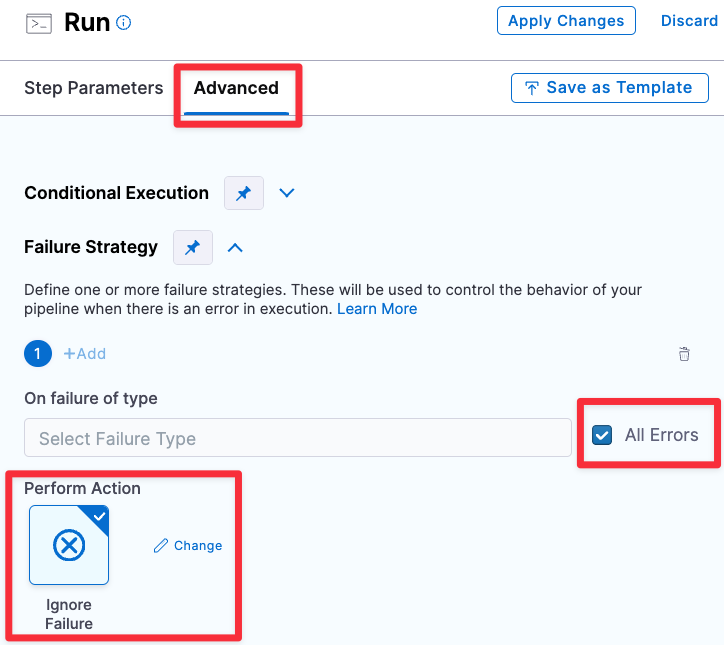 Run
Apply Changes
Discard
Step Parameters
Advanced
Save as Template
Conditional Execution
Failure Strategy
Define one or more failure strategies. These will be used to control the behavior of your
pipeline when there is an error in execution. Learn More
1
+Add
On failure of type
Select Failure Type
All Errors
Perform Action
Change
Ignore
Failure